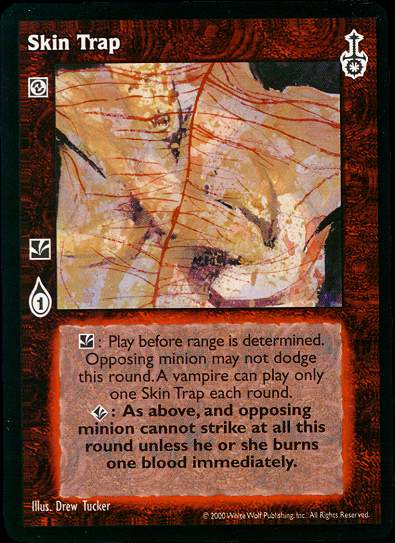 Skin Trap
1
: Play before range is determined.
Opposing minion may not dodge
this round. A vampire can play only
one Skin Trap each round.
: As above, and opposing
minion cannot strike at all this
round unless he or she burns
one blood immediately.
Illus. Drew Tucker
© 2000 White Wolf Publishing, Inc. All Rights Reserved.